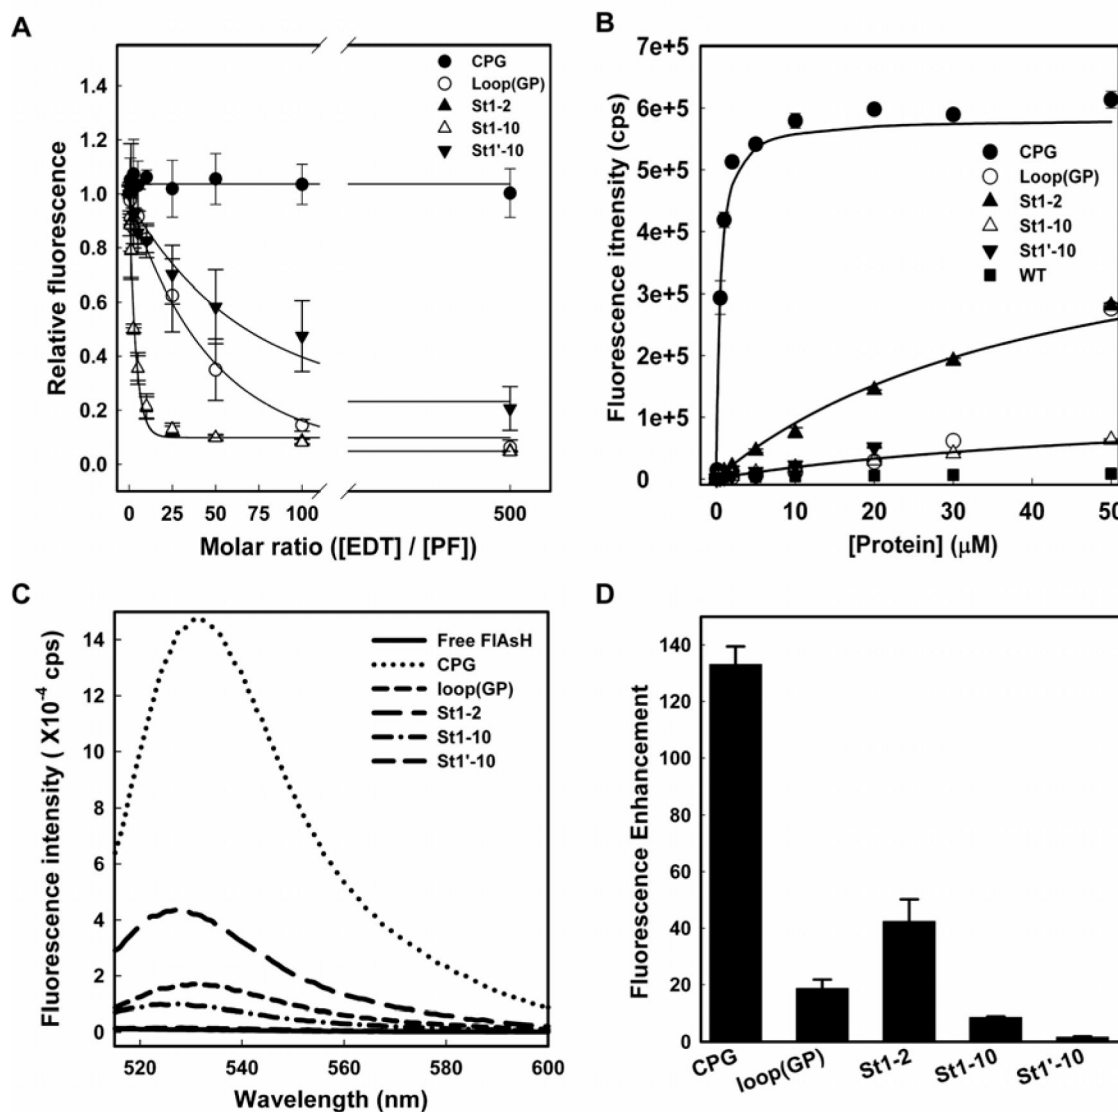 A
Relative fluorescence
1.4
1.2
1.0
0.8
0.6
0.4
0.2
0.0
CPG
Loop(GP)
St1-2
St1-10
St1'-10
0 25 50 75 100 500
Molar ratio ([EDT] / [PF])
B
Fluorescence itnensity (cps)
7e+5
6e+5
5e+5
4e+5
3e+5
2e+5
1e+5
0
CPG
Loop(GP)
St1-2
St1-10
St1'-10
WT
0 10 20 30 40 50
[Protein] (μM)
C
Fluorescence intensity ( X10⁻⁴ cps)
14
12
10
8
6
4
2
0
Free FlAsH
CPG
loop(GP)
St1-2
St1-10
St1'-10
520 540 560 580 600
Wavelength (nm)
D
Fluorescence Enhancement
140
120
100
80
60
40
20
0
CPG loop(GP) St1-2 St1-10 St1'-10